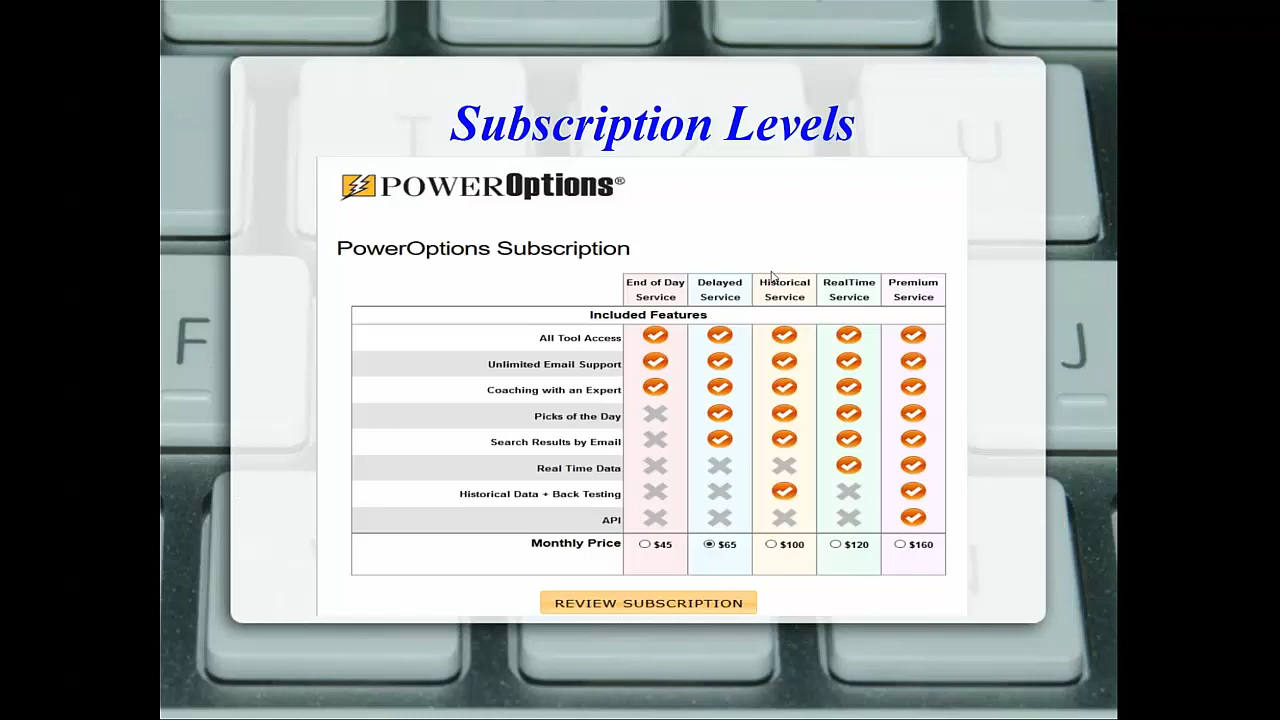 Subscription Levels
POWEROptions®
PowerOptions Subscription
End of Day Service Delayed Service Historical Service RealTime Service Premium Service
Included Features
All Tool Access
Unlimited Email Support
Coaching with an Expert
Picks of the Day
Search Results by Email
Real Time Data
Historical Data + Back Testing
API
Monthly Price $45 $65 $100 $120 $160
REVIEW SUBSCRIPTION
F
J
T
U